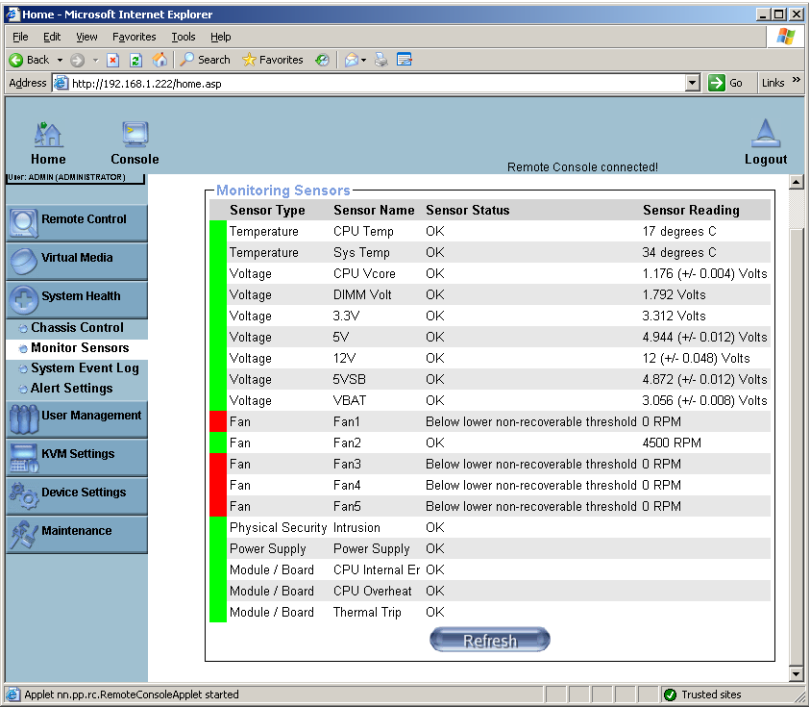 Home - Microsoft Internet Explorer
File Edit View Favorites Tools Help
Back Search Favorites
Address http://192.168.1.222/home.asp Go Links »
Home Console Remote Console connected! Logout
User: ADMIN (ADMINISTRATOR)
Remote Control
Virtual Media
System Health
Chassis Control
Monitor Sensors
System Event Log
Alert Settings
User Management
KVM Settings
Device Settings
Maintenance
Monitoring Sensors
Sensor Type Sensor Name Sensor Status Sensor Reading
Temperature CPU Temp OK 17 degrees C
Temperature Sys Temp OK 34 degrees C
Voltage CPU Vcore OK 1.176 (+/- 0.004) Volts
Voltage DIMM Volt OK 1.792 Volts
Voltage 3.3V OK 3.312 Volts
Voltage 5V OK 4.944 (+/- 0.012) Volts
Voltage 12V OK 12 (+/- 0.048) Volts
Voltage 5VSB OK 4.872 (+/- 0.012) Volts
Voltage VBAT OK 3.056 (+/- 0.008) Volts
Fan Fan1 Below lower non-recoverable threshold 0 RPM
Fan Fan2 OK 4500 RPM
Fan Fan3 Below lower non-recoverable threshold 0 RPM
Fan Fan4 Below lower non-recoverable threshold 0 RPM
Fan Fan5 Below lower non-recoverable threshold 0 RPM
Physical Security Intrusion OK
Power Supply Power Supply OK
Module / Board CPU Internal Er OK
Module / Board CPU Overheat OK
Module / Board Thermal Trip OK
Refresh
Applet nn.pp.rc.RemoteConsoleApplet started Trusted sites